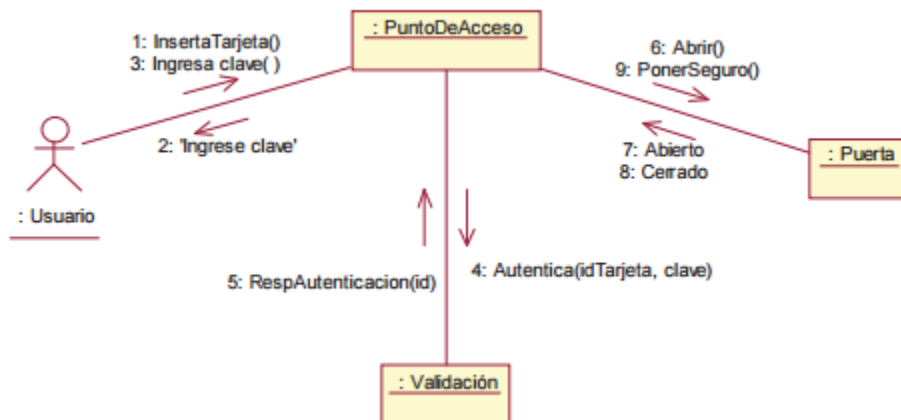 : PuntoDeAcceso
1: InsertaTarjeta()
3: Ingresa clave( )
6: Abrir()
9: PonerSeguro()
2: 'Ingrese clave'
7: Abierto
8: Cerrado
: Puerta
: Usuario
5: RespAutenticacion(id)
4: Autentica(idTarjeta, clave)
: Validación